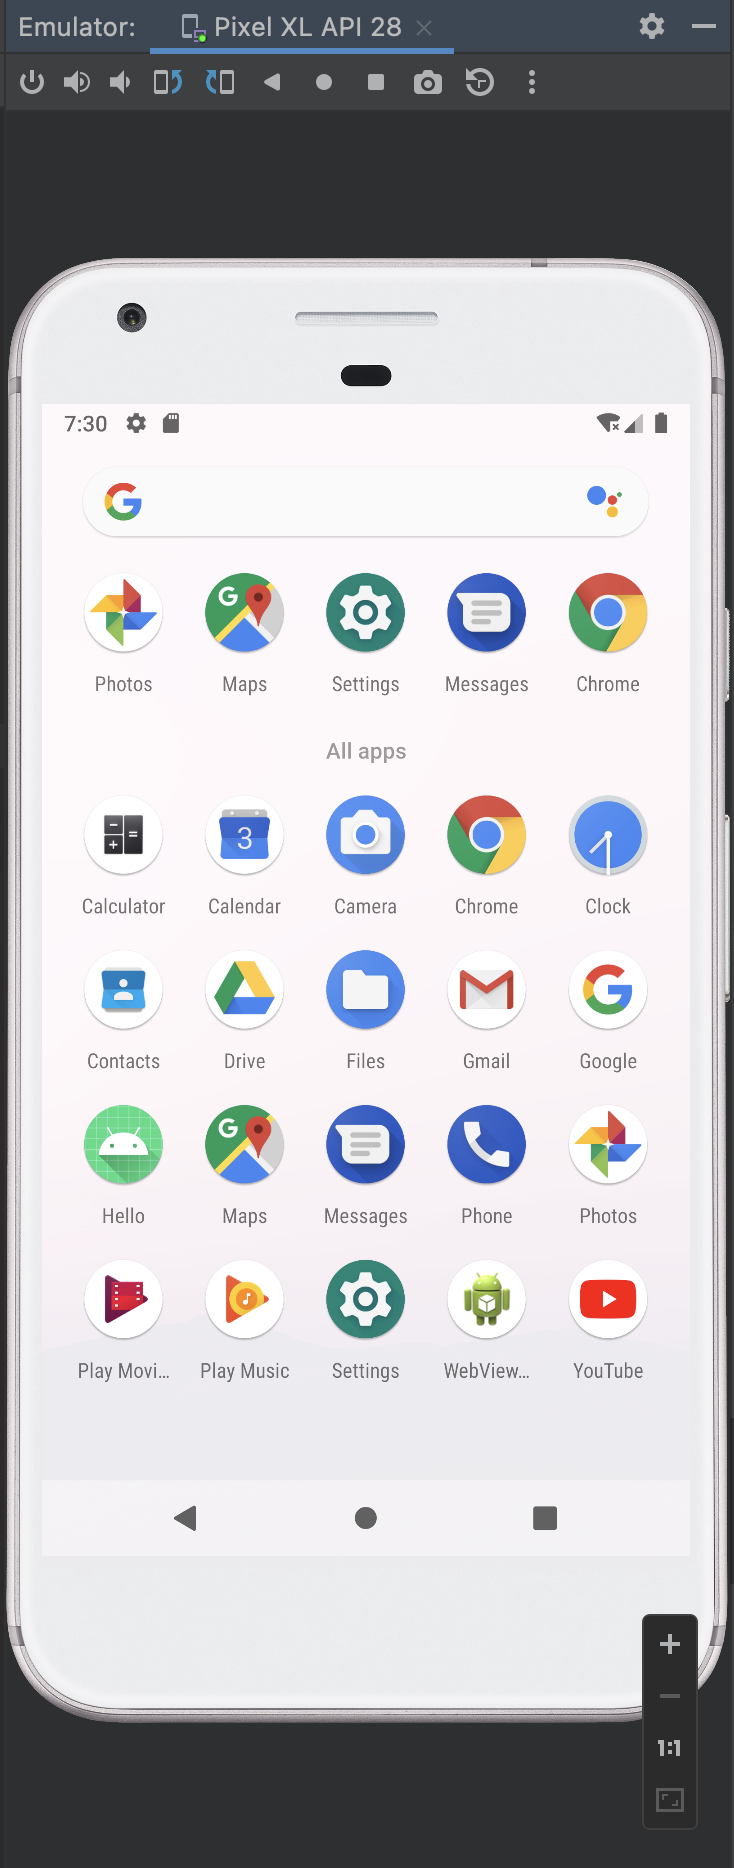 Emulator: Pixel XL API 28
7:30
G
Photos Maps Settings Messages Chrome
All apps
3
Calculator Calendar Camera Chrome Clock
Contacts Drive Files Gmail Google
Hello Maps Messages Phone Photos
Play Movi... Play Music Settings WebView... YouTube
1:1